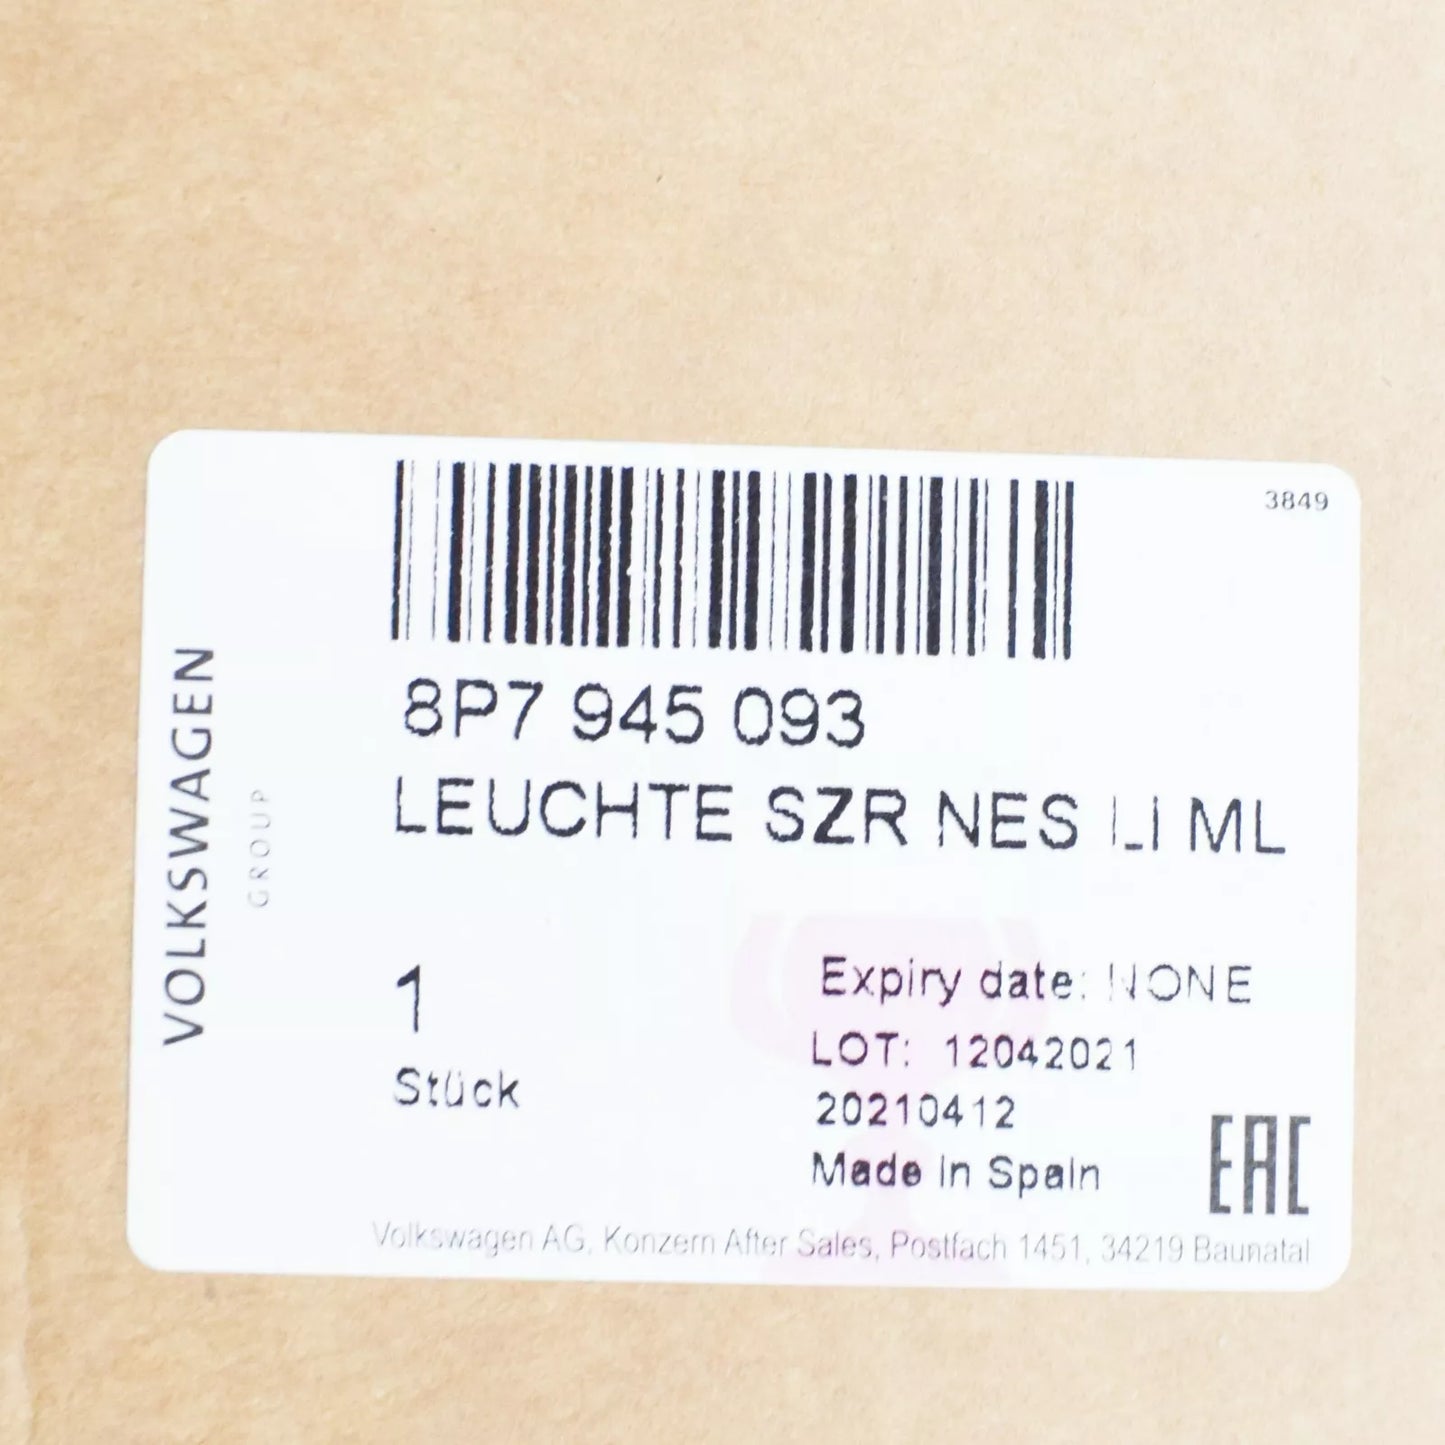 3849
8P7 945 093
LEUCHTE SZR NES LI ML
VOLKSWAGEN
GROUP
1
Stück
Expiry date: NONE
LOT: 12042021
20210412
Made in Spain
EAC
Volkswagen AG, Konzern After Sales, Postfach 1451, 34219 Baunatal